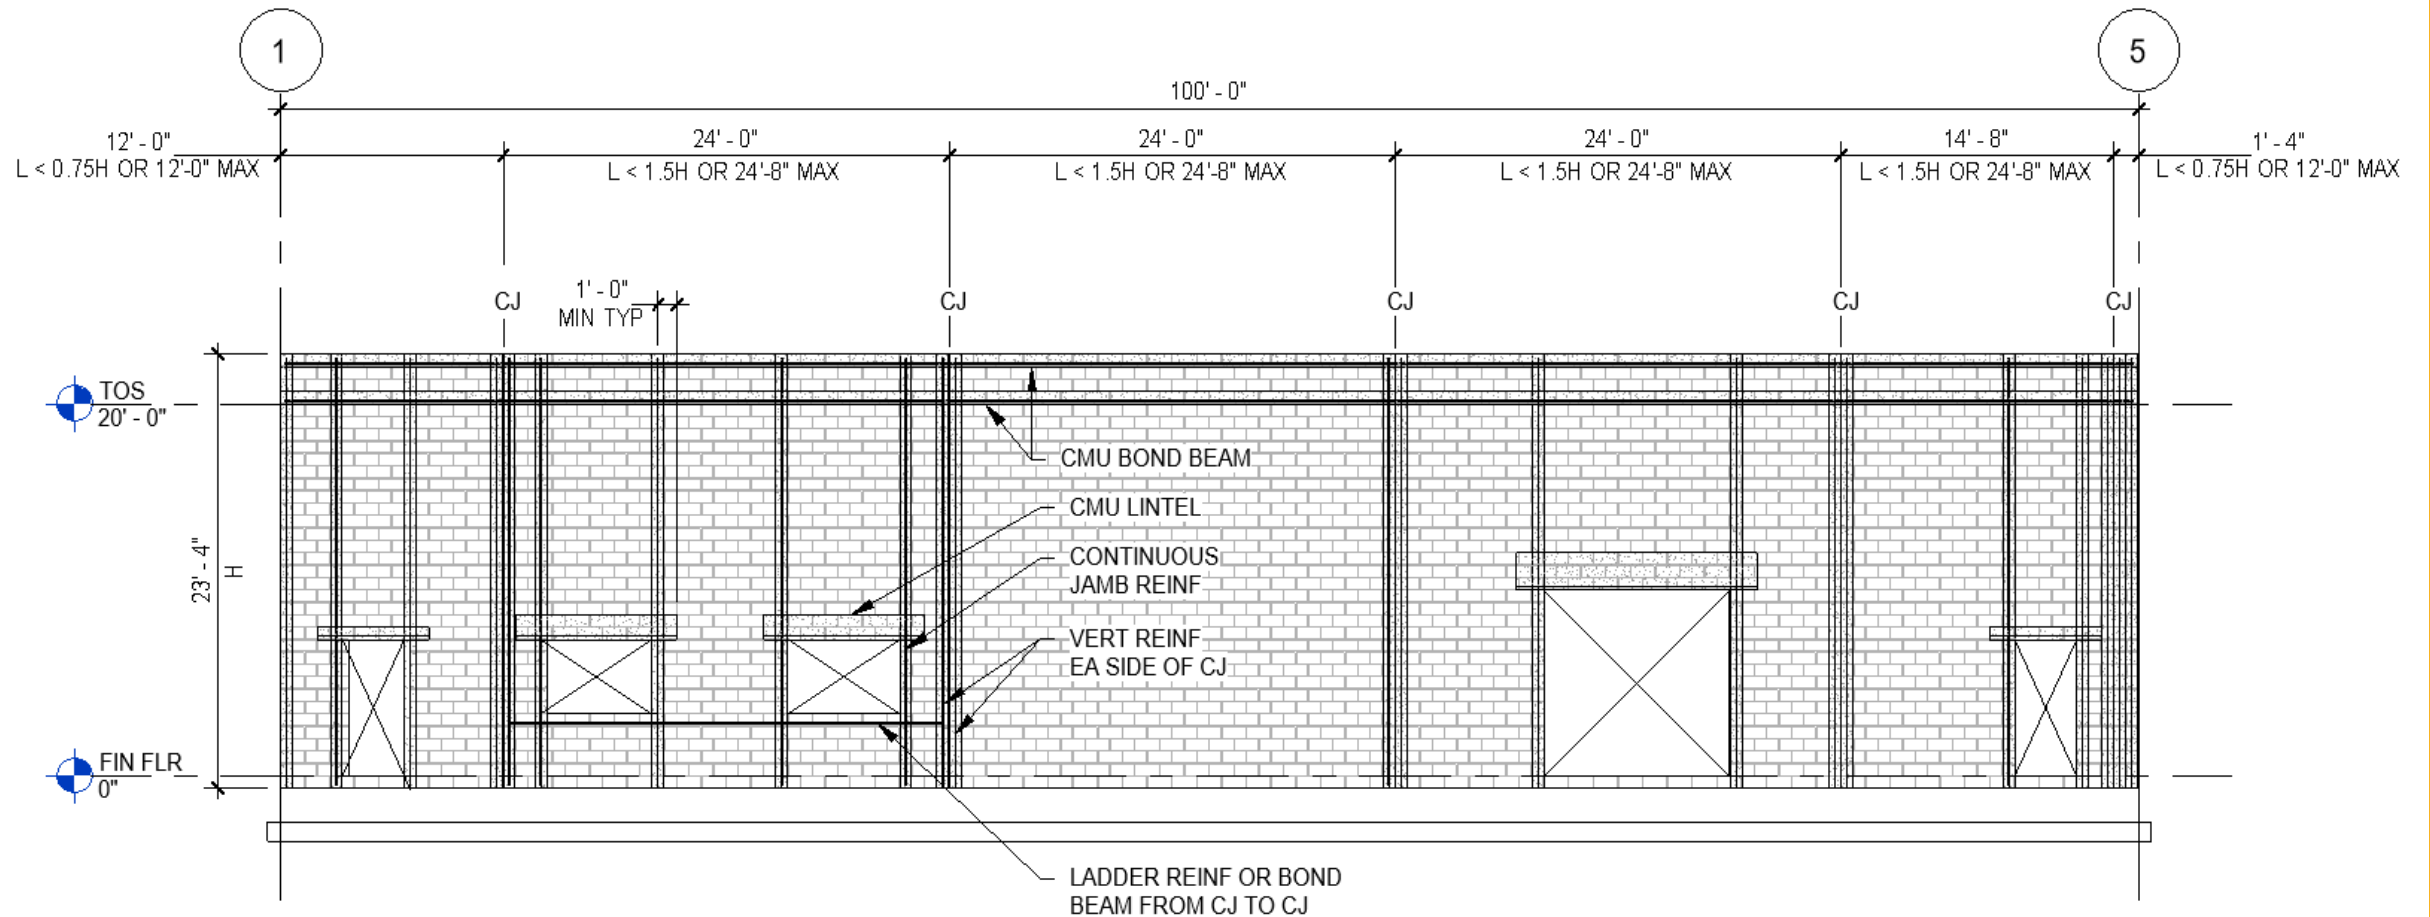 1
5
100' - 0"
12' - 0"
L < 0.75H OR 12'-0" MAX
24' - 0"
L < 1.5H OR 24'-8" MAX
24' - 0"
L < 1.5H OR 24'-8" MAX
24' - 0"
L < 1.5H OR 24'-8" MAX
14' - 8"
L < 1.5H OR 24'-8" MAX
1' - 4"
L < 0.75H OR 12'-0" MAX
CJ
1' - 0"
MIN TYP
CJ
CJ
CJ
CJ
TOS
20' - 0"
CMU BOND BEAM
CMU LINTEL
CONTINUOUS
JAMB REINF
23' - 4"
H
VERT REINF
EA SIDE OF CJ
FIN FLR
0"
LADDER REINF OR BOND
BEAM FROM CJ TO CJ